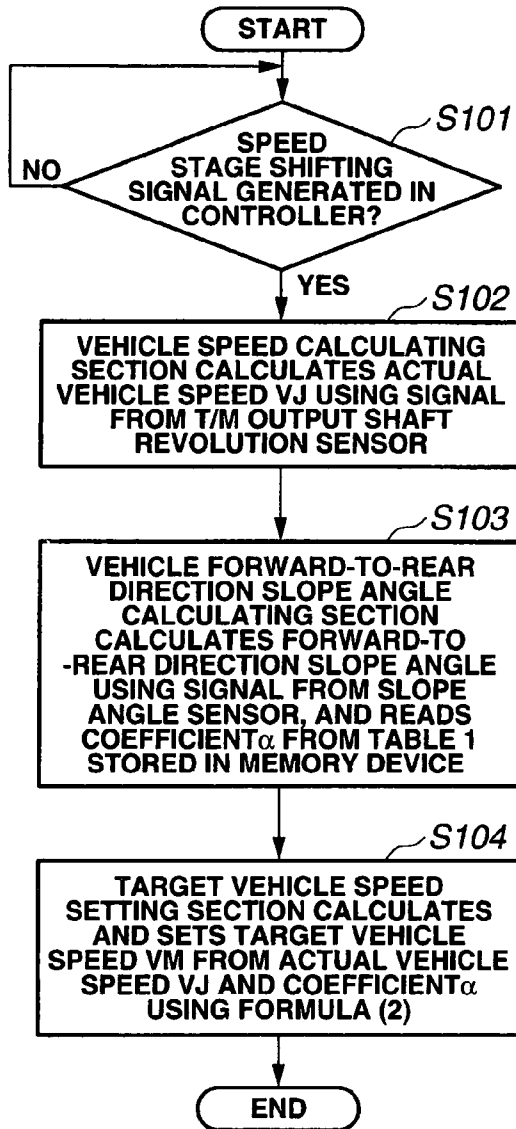 START
S101
SPEED
STAGE SHIFTING
SIGNAL GENERATED IN
CONTROLLER?
NO
YES
S102
VEHICLE SPEED CALCULATING
SECTION CALCULATES ACTUAL
VEHICLE SPEED VJ USING SIGNAL
FROM T/M OUTPUT SHAFT
REVOLUTION SENSOR
S103
VEHICLE FORWARD-TO-REAR
DIRECTION SLOPE ANGLE
CALCULATING SECTION
CALCULATES FORWARD-TO
-REAR DIRECTION SLOPE ANGLE
USING SIGNAL FROM SLOPE
ANGLE SENSOR, AND READS
COEFFICIENTα FROM TABLE 1
STORED IN MEMORY DEVICE
S104
TARGET VEHICLE SPEED
SETTING SECTION CALCULATES
AND SETS TARGET VEHICLE
SPEED VM FROM ACTUAL VEHICLE
SPEED VJ AND COEFFICIENTα
USING FORMULA (2)
END